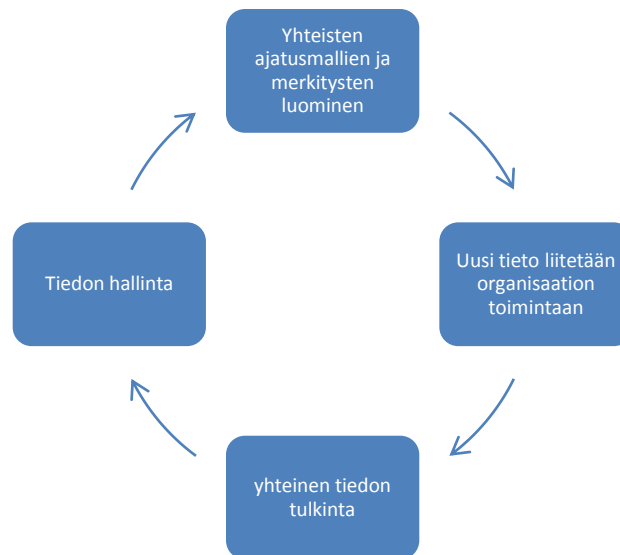 Yhteisten
ajatusmallien ja
merkitysten
luominen
Uusi tieto liitetään
organisaation
toimintaan
yhteinen tiedon
tulkinta
Tiedon hallinta